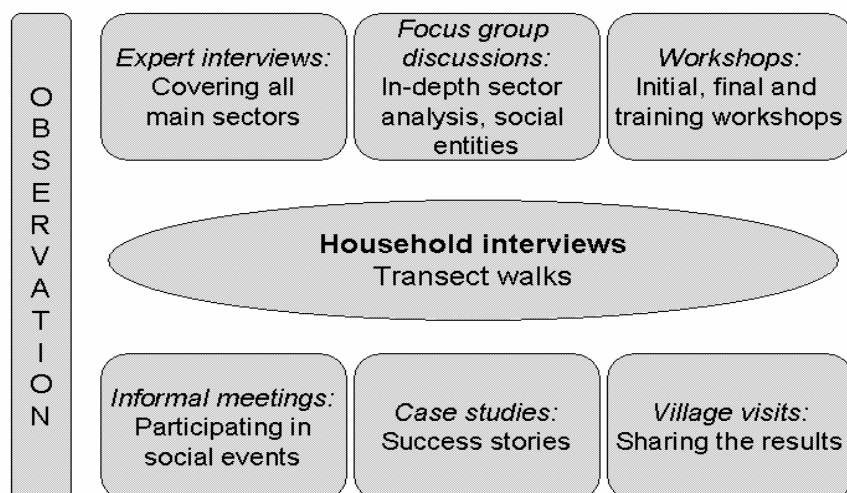 OBSERVATION
Expert interviews:
Covering all
main sectors
Focus group
discussions:
In-depth sector
analysis, social
entities
Workshops:
Initial, final and
training workshops
Household interviews
Transect walks
Informal meetings:
Participating in
social events
Case studies:
Success stories
Village visits:
Sharing the results